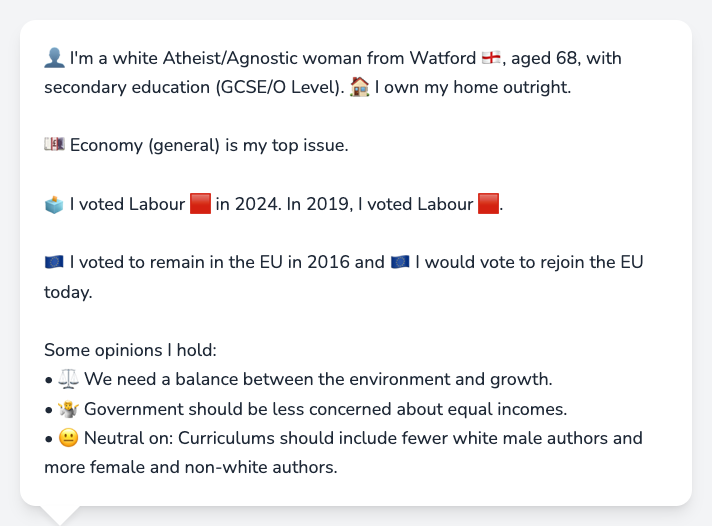 👤 I'm a white Atheist/Agnostic woman from Watford 🏴󠁧󠁢󠁥󠁮󠁧󠁿, aged 68, with
secondary education (GCSE/O Level). 🏠 I own my home outright.
💷 Economy (general) is my top issue.
🗳️ I voted Labour 🟥 in 2024. In 2019, I voted Labour 🟥.
🇪🇺 I voted to remain in the EU in 2016 and 🇪🇺 I would vote to rejoin the EU
today.
Some opinions I hold:
• ⚖️ We need a balance between the environment and growth.
• 🤷 Government should be less concerned about equal incomes.
• 😐 Neutral on: Curriculums should include fewer white male authors and
more female and non-white authors.